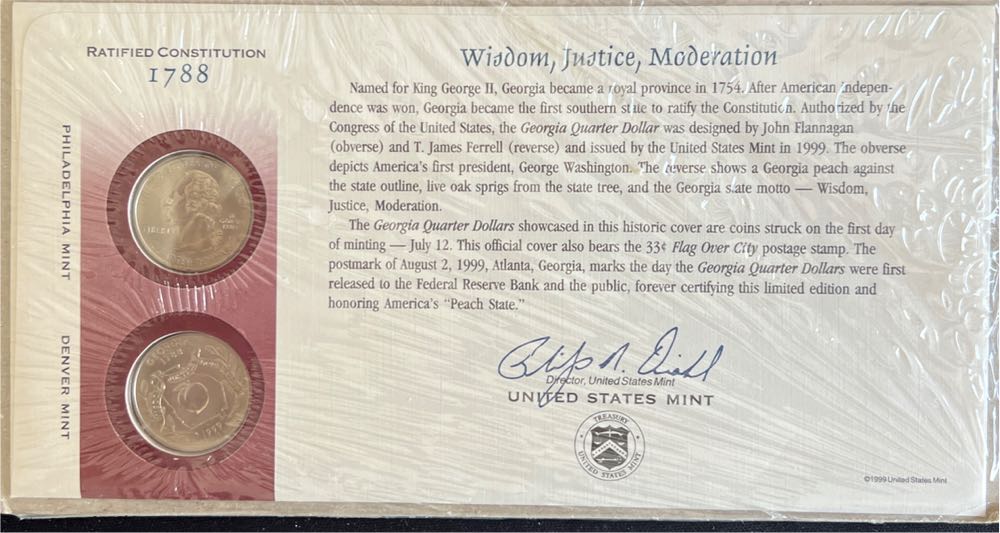 RATIFIED CONSTITUTION
1788
PHILADELPHIA MINT
DENVER MINT
GEORGIA
1788
1999
Wisdom, Justice, Moderation
Named for King George II, Georgia became a royal province in 1754. After American indepen-
dence was won, Georgia became the first southern state to ratify the Constitution. Authorized by the
Congress of the United States, the Georgia Quarter Dollar was designed by John Flannagan
(obverse) and T. James Ferrell (reverse) and issued by the United States Mint in 1999. The obverse
depicts America's first president, George Washington. The reverse shows a Georgia peach against
the state outline, live oak sprigs from the state tree, and the Georgia state motto — Wisdom,
Justice, Moderation.
The Georgia Quarter Dollars showcased in this historic cover are coins struck on the first day
of minting — July 12. This official cover also bears the 33¢ Flag Over City postage stamp. The
postmark of August 2, 1999, Atlanta, Georgia, marks the day the Georgia Quarter Dollars were first
released to the Federal Reserve Bank and the public, forever certifying this limited edition and
honoring America's "Peach State."
Philip N. Diehl
Director, United States Mint
UNITED STATES MINT
TREASURY
UNITED STATES MINT
©1999 United States Mint